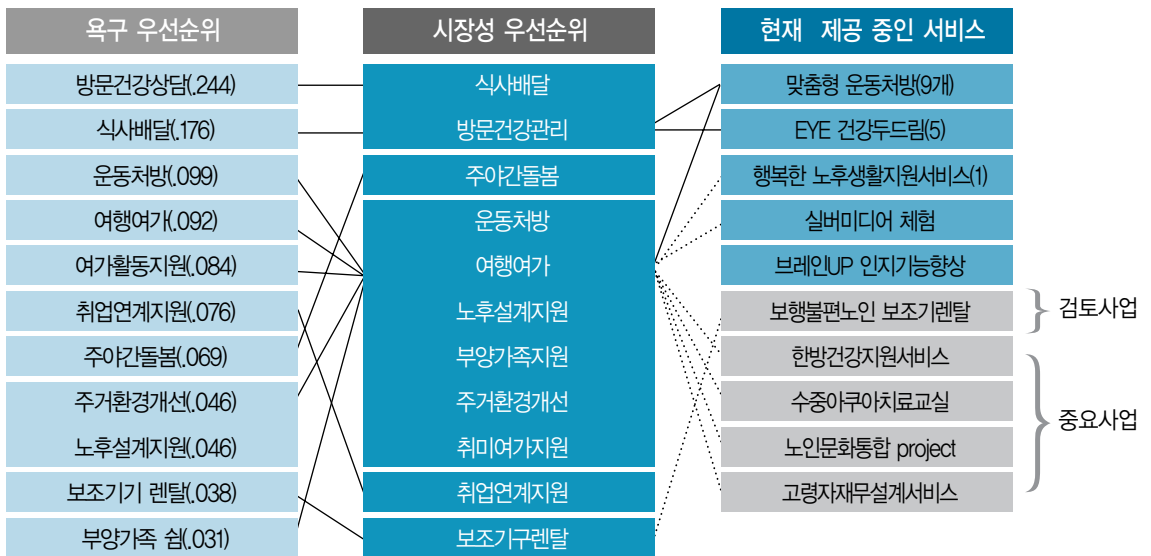 욕구 우선순위
방문건강상담(.244)
식사배달(.176)
운동처방(.099)
여행여가(.092)
여가활동지원(.084)
취업연계지원(.076)
주야간돌봄(.069)
주거환경개선(.046)
노후설계지원(.046)
보조기기 렌탈(.038)
부양가족 쉼(.031)
시장성 우선순위
식사배달
방문건강관리
주야간돌봄
운동처방
여행여가
노후설계지원
부양가족지원
주거환경개선
취미여가지원
취업연계지원
보조기구렌탈
현재 제공 중인 서비스
맞춤형 운동처방(9개)
EYE 건강두드림(5)
행복한 노후생활지원서비스(1)
실버미디어 체험
브레인UP 인지기능향상
보행불편노인 보조기렌탈
한방건강지원서비스
수중아쿠아치료교실
노인문화통합 project
고령자재무설계서비스
검토사업
중요사업